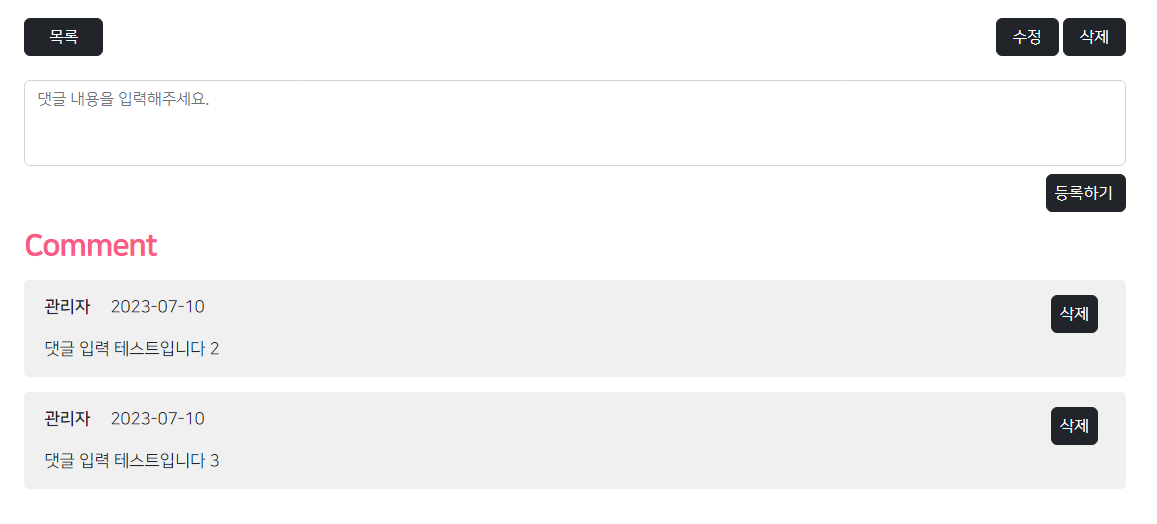 목록 수정 삭제
댓글 내용을 입력해주세요.
등록하기
Comment
관리자 2023-07-10 삭제
댓글 입력 테스트입니다 2
관리자 2023-07-10 삭제
댓글 입력 테스트입니다 3